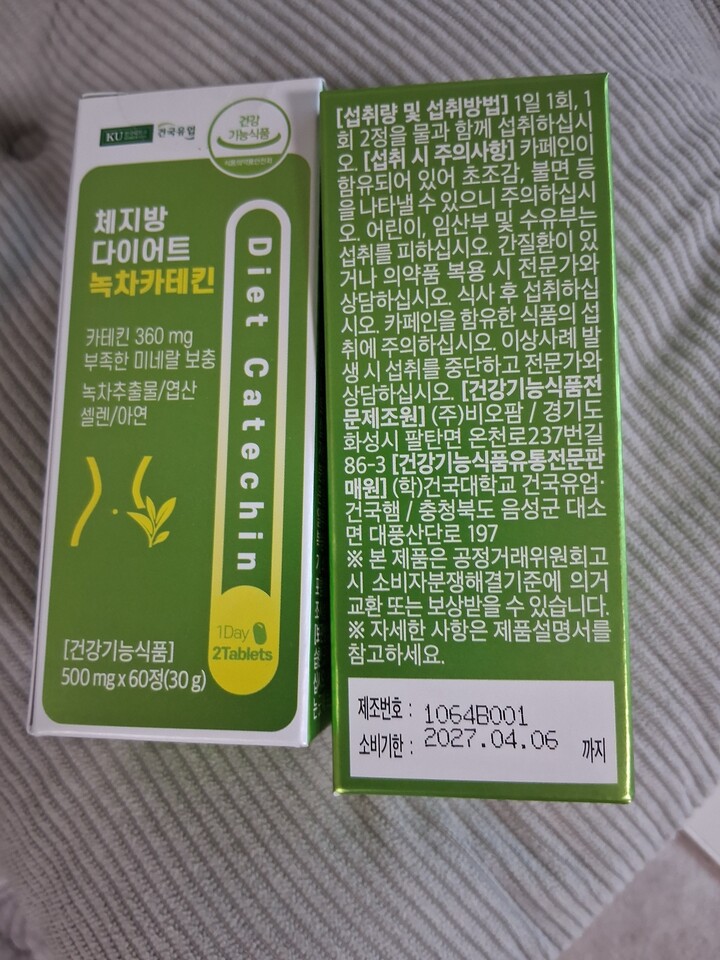 KU
건국유업
건강
기능식품
식품의약품안전처
체지방
다이어트
녹차카테킨
카테킨 360 mg
부족한 미네랄 보충
녹차추출물/엽산
셀렌/아연
Diet Catechin
1Day
2Tablets
[건강기능식품]
500 mg x 60정(30 g)
[섭취량 및 섭취방법] 1일 1회, 1
회 2정을 물과 함께 섭취하십시
오. [섭취 시 주의사항] 카페인이
함유되어 있어 초조감, 불면 등
을 나타낼 수 있으니 주의하십시
오. 어린이, 임산부 및 수유부는
섭취를 피하십시오. 간질환이 있
거나 의약품 복용 시 전문가와
상담하십시오. 식사 후 섭취하십
시오. 카페인을 함유한 식품의 섭
취에 주의하십시오. 이상사례 발
생 시 섭취를 중단하고 전문가와
상담하십시오. [건강기능식품전
문제조원] (주)비오팜 / 경기도
화성시 팔탄면 온천로237번길
86-3 [건강기능식품유통전문판
매원] (학)건국대학교 건국유업·
건국햄 / 충청북도 음성군 대소
면 대풍산단로 197
※ 본 제품은 공정거래위원회고
시 소비자분쟁해결기준에 의거
교환 또는 보상받을 수 있습니다.
※ 자세한 사항은 제품설명서를
참고하세요.
제조번호 : 1064B001
소비기한 : 2027.04.06 까지